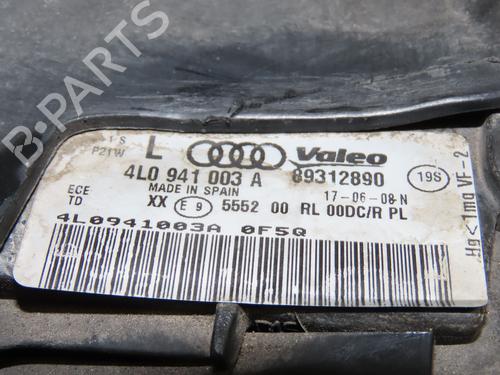 B-PARTS
1 S
P21W
L Valeo
4L0 941 003 A 89312890
19S
MADE IN SPAIN 17-06-08 N
ECE
TD
XX E 9 5552 00 RL 00DC/R PL
4L0941003A 0F5Q
Hg<1mg VF-2